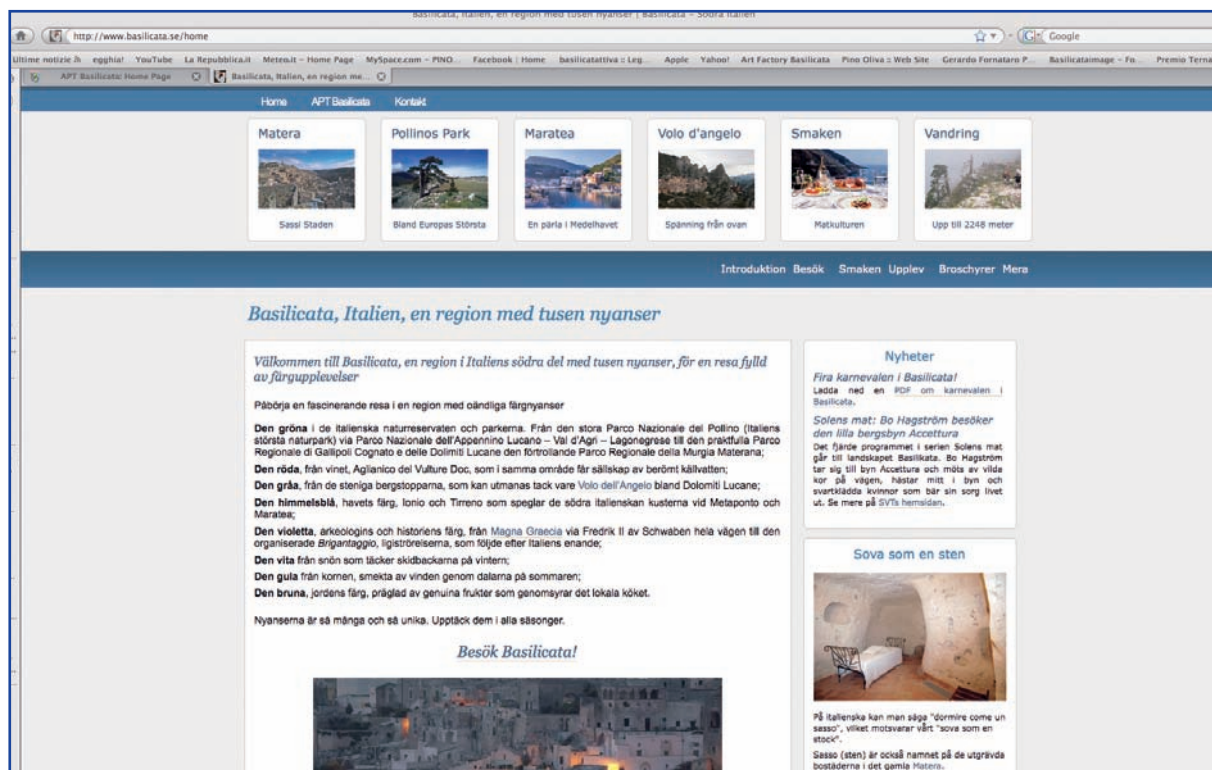 Basilicata, Italien, en region med tusen nyanser | Basilicata – Södra Italien
http://www.basilicata.se/home
Google
Ultime notizie
egghia!
YouTube
La Repubblica.it
Meteo.it – Home Page
MySpace.com – PINO...
Facebook | Home
basilicatattiva :: Leg...
Apple
Yahoo!
Art Factory Basilicata
Pino Oliva :: Web Site
Gerardo Fornataro P...
Basilicataimage – Fo...
Premio Terna
APT Basilicata: Home Page
Basilicata, Italien, en region me...
Home APT Basilicata Kontakt
Matera
Sassi Staden
Pollinos Park
Bland Europas Största
Maratea
En pärla i Medelhavet
Volo d'angelo
Spänning från ovan
Smaken
Matkulturen
Vandring
Upp till 2248 meter
Introduktion Besök Smaken Upplev Broschyrer Mera
Basilicata, Italien, en region med tusen nyanser
Välkommen till Basilicata, en region i Italiens södra del med tusen nyanser, för en resa fylld
av färgupplevelser
Påbörja en fascinerande resa i en region med oändliga färgnyanser
Den gröna i de italienska naturreservaten och parkerna. Från den stora Parco Nazionale del Pollino (Italiens
största naturpark) via Parco Nazionale dell'Appennino Lucano – Val d'Agri – Lagonegrese till den praktfulla Parco
Regionale di Gallipoli Cognato e delle Dolimiti Lucane den förtrollande Parco Regionale della Murgia Materana;
Den röda, från vinet, Aglianico del Vulture Doc, som i samma område får sällskap av berömt källvatten;
Den gråa, från de steniga bergstopparna, som kan utmanas tack vare Volo dell'Angelo bland Dolomiti Lucane;
Den himmelsblå, havets färg, Ionio och Tirreno som speglar de södra italienskan kusterna vid Metaponto och
Maratea;
Den violetta, arkeologins och historiens färg, från Magna Graecia via Fredrik II av Schwaben hela vägen till den
organiserade Brigantaggio, ligiströrelserna, som följde efter Italiens enande;
Den vita från snön som täcker skidbackarna på vintern;
Den gula från kornen, smekta av vinden genom dalarna på sommaren;
Den bruna, jordens färg, präglad av genuina frukter som genomsyrar det lokala köket.
Nyanserna är så många och så unika. Upptäck dem i alla säsonger.
Besök Basilicata!
Nyheter
Fira karnevalen i Basilicata!
Ladda ned en PDF om karnevalen i
Basilicata.
Solens mat: Bo Hagström besöker
den lilla bergsbyn Accettura
Det fjärde programmet i serien Solens mat
går till landskapet Basilikata. Bo Hagström
tar sig till byn Accettura och möts av vilda
kor på vägen, hästar mitt i byn och
svartklädda kvinnor som bär sin sorg livet
ut. Se mere på SVTs hemsidan.
Sova som en sten
På italienska kan man säga "dormire come un
sasso", vilket motsvarar vårt "sova som en
stock".
Sasso (sten) är också namnet på de utgrävda
bostäderna i det gamla Matera.